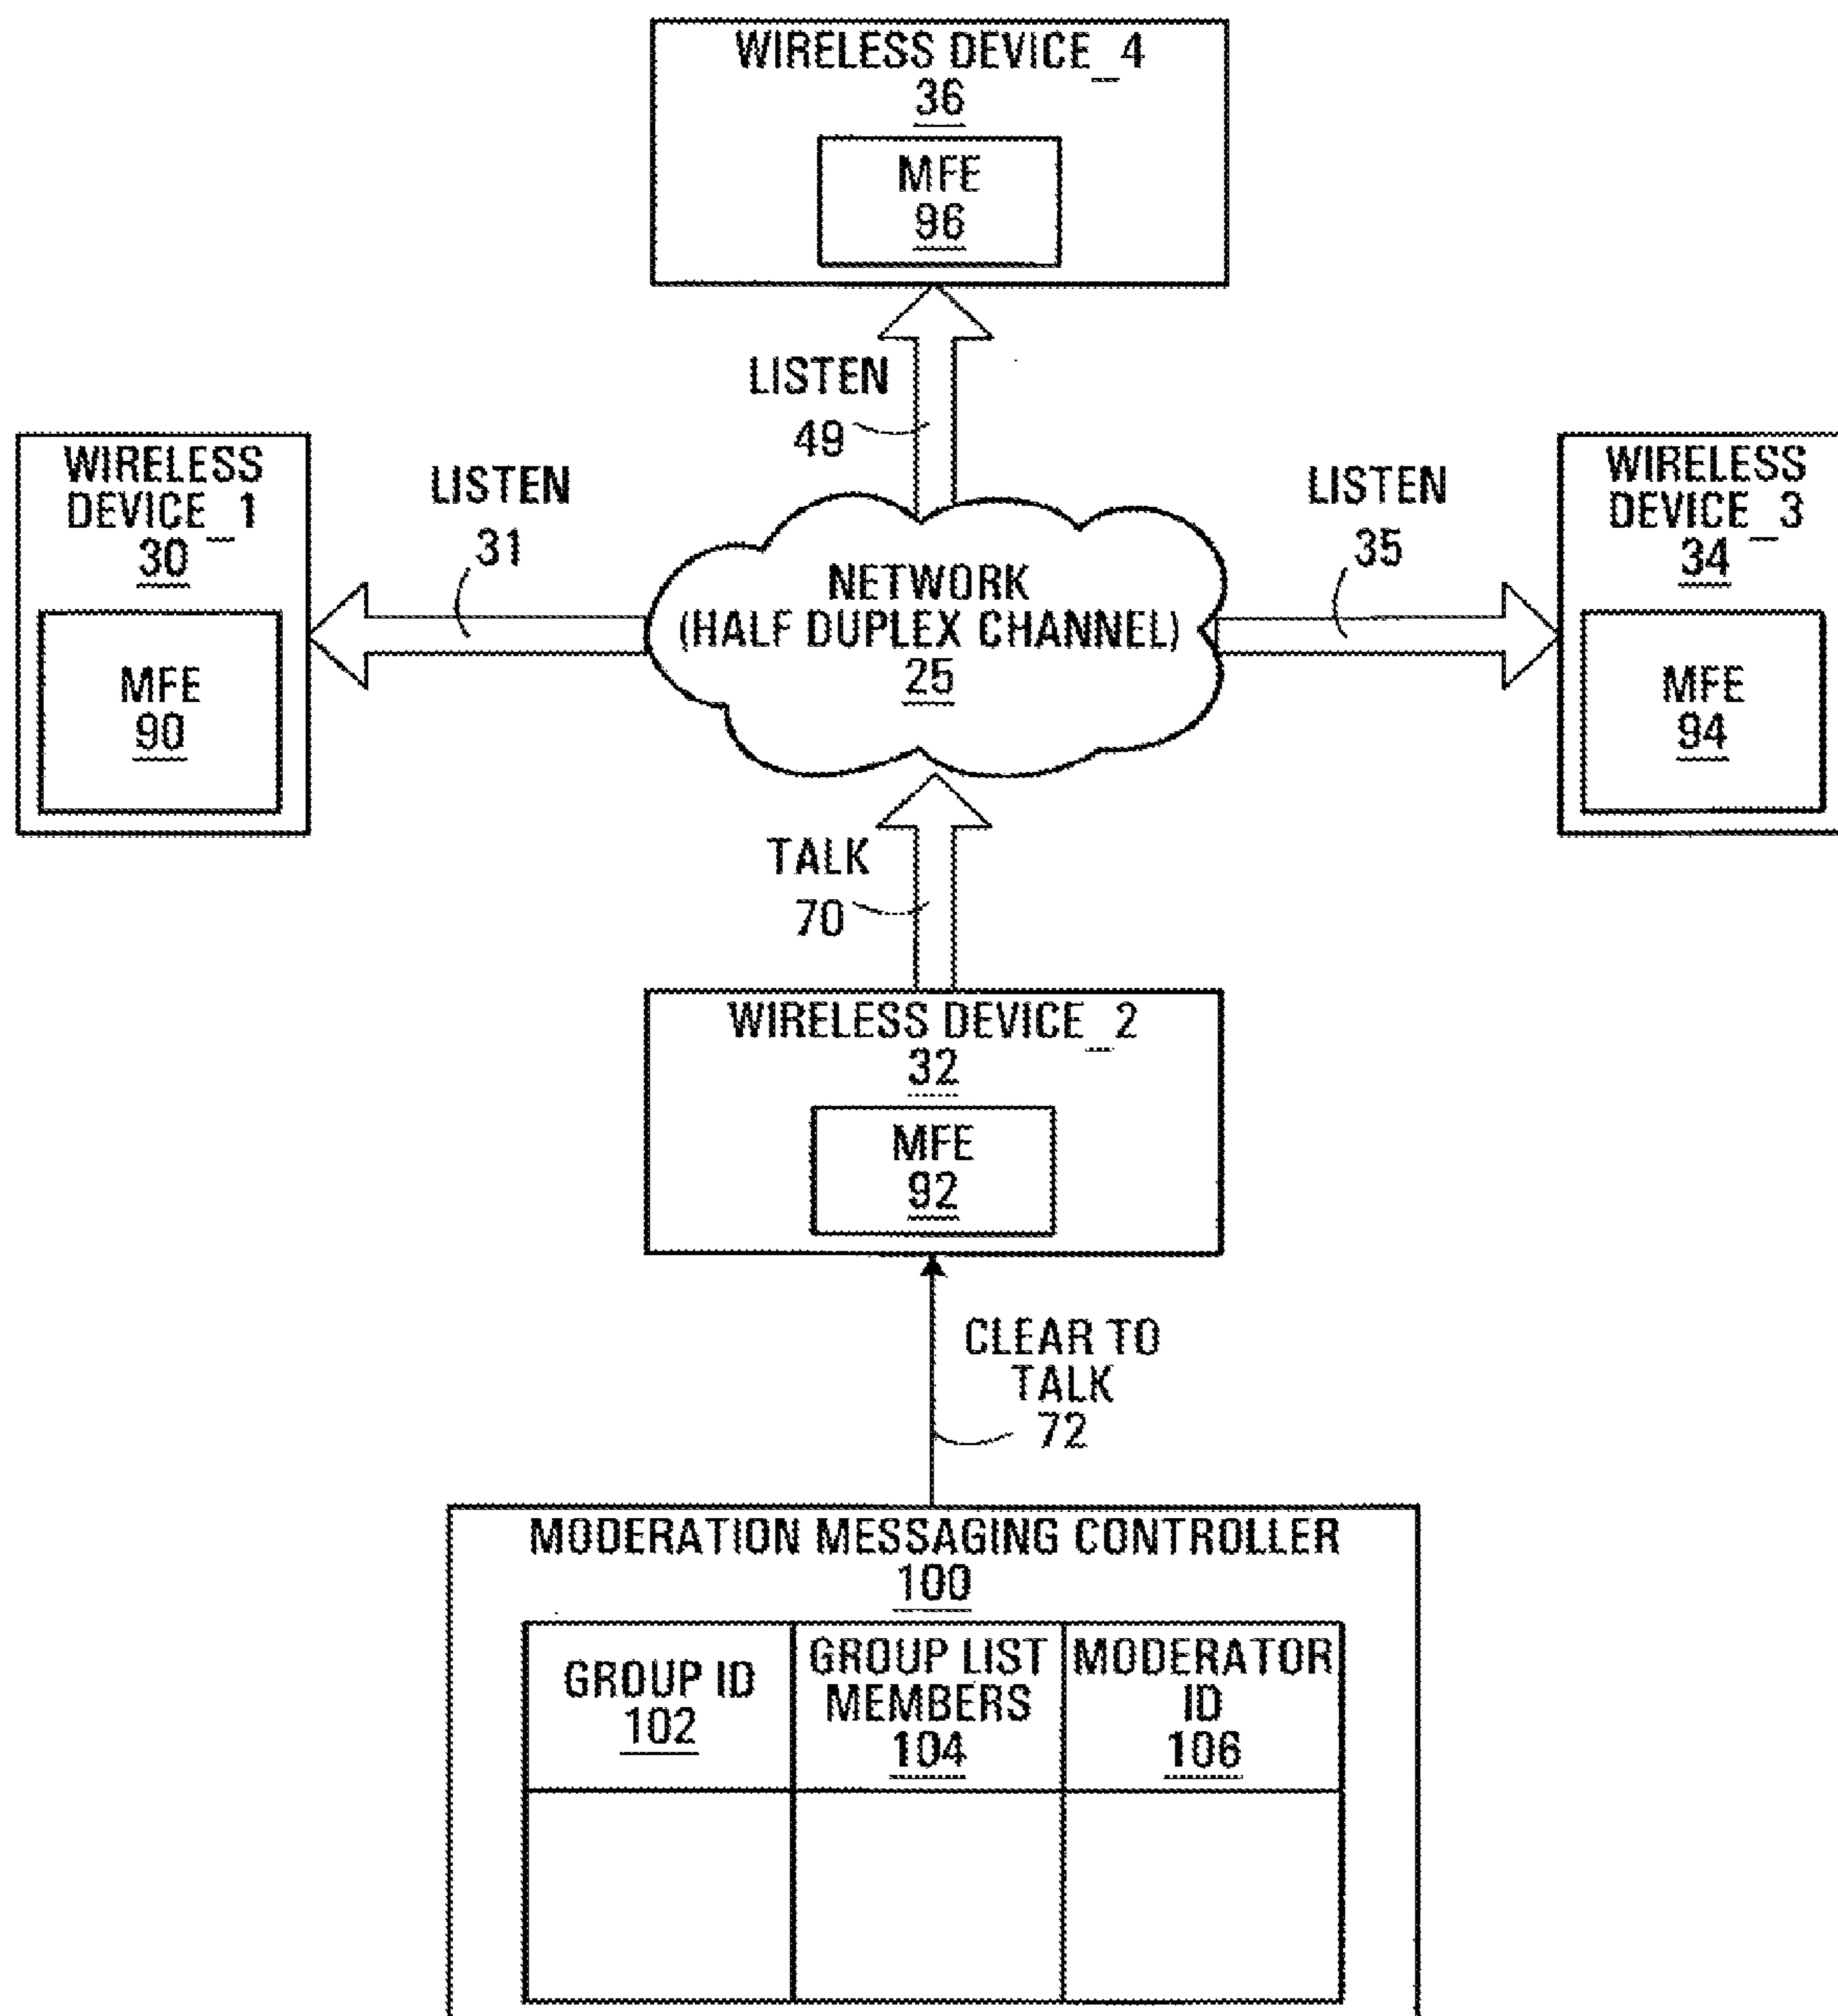 WIRELESS DEVICE_4
36
MFE
96
LISTEN
49
WIRELESS
DEVICE_1
30
MFE
90
LISTEN
31
NETWORK
(HALF DUPLEX CHANNEL)
25
LISTEN
35
WIRELESS
DEVICE_3
34
MFE
94
TALK
70
WIRELESS DEVICE_2
32
MFE
92
CLEAR TO
TALK
72
MODERATION MESSAGING CONTROLLER
100
GROUP ID
102
GROUP LIST
MEMBERS
104
MODERATOR
ID
106